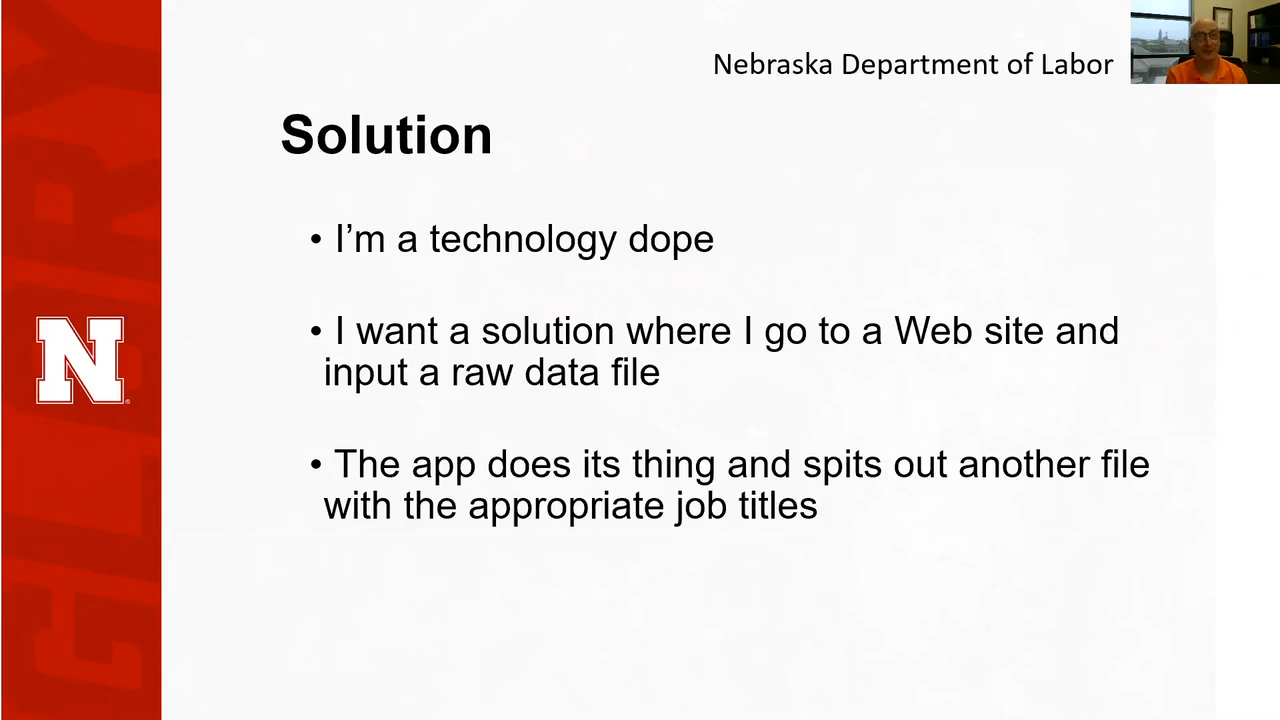 Nebraska Department of Labor
Solution
• I’m a technology dope
• I want a solution where I go to a Web site and
input a raw data file
• The app does its thing and spits out another file
with the appropriate job titles
N
GLORY